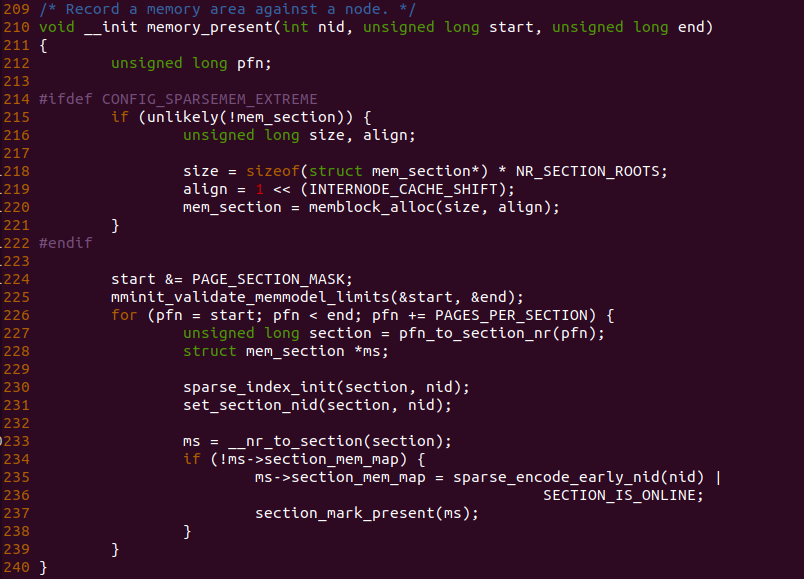 209 /* Record a memory area against a node. */
210 void __init memory_present(int nid, unsigned long start, unsigned long end)
211 {
212         unsigned long pfn;
213
214 #ifdef CONFIG_SPARSEMEM_EXTREME
215         if (unlikely(!mem_section)) {
216                 unsigned long size, align;
217
218                 size = sizeof(struct mem_section*) * NR_SECTION_ROOTS;
219                 align = 1 << (INTERNODE_CACHE_SHIFT);
220                 mem_section = memblock_alloc(size, align);
221         }
222 #endif
223
224         start &= PAGE_SECTION_MASK;
225         mminit_validate_memmodel_limits(&start, &end);
226         for (pfn = start; pfn < end; pfn += PAGES_PER_SECTION) {
227                 unsigned long section = pfn_to_section_nr(pfn);
228                 struct mem_section *ms;
229
230                 sparse_index_init(section, nid);
231                 set_section_nid(section, nid);
232
233                 ms = __nr_to_section(section);
234                 if (!ms->section_mem_map) {
235                         ms->section_mem_map = sparse_encode_early_nid(nid) |
236                                                         SECTION_IS_ONLINE;
237                         section_mark_present(ms);
238                 }
239         }
240 }